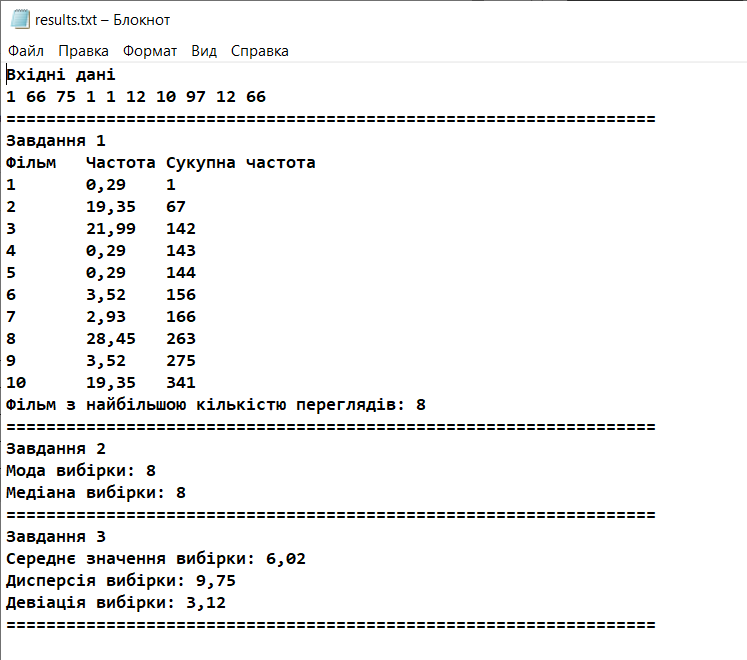 results.txt – Блокнот
Файл Правка Формат Вид Справка
Вхідні дані
1 66 75 1 1 12 10 97 12 66
=================================================================
Завдання 1
Фільм Частота Сукупна частота
1 0,29 1
2 19,35 67
3 21,99 142
4 0,29 143
5 0,29 144
6 3,52 156
7 2,93 166
8 28,45 263
9 3,52 275
10 19,35 341
Фільм з найбільшою кількістю переглядів: 8
=================================================================
Завдання 2
Мода вибірки: 8
Медіана вибірки: 8
=================================================================
Завдання 3
Середнє значення вибірки: 6,02
Дисперсія вибірки: 9,75
Девіація вибірки: 3,12
=================================================================